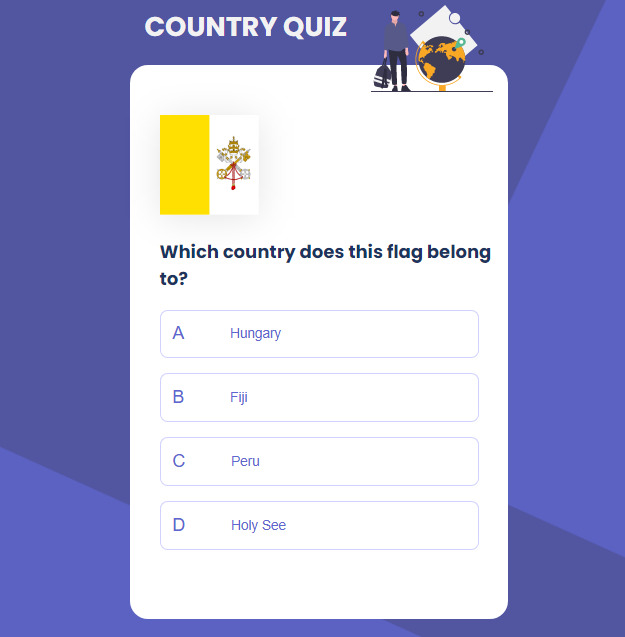 COUNTRY QUIZ
Which country does this flag belong
to?
A Hungary
B Fiji
C Peru
D Holy See